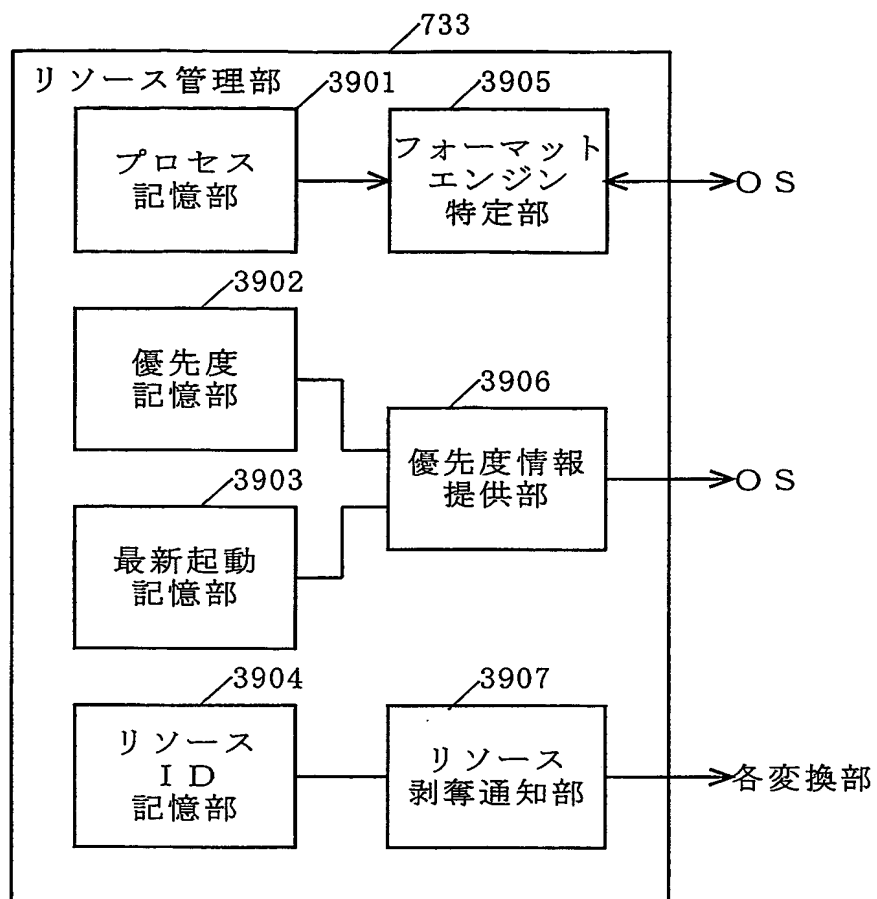 733
リソース管理部
3901
3905
プロセス
記憶部
フォーマット
エンジン
特定部
OS
3902
優先度
記憶部
3906
優先度情報
提供部
OS
3903
最新起動
記憶部
3904
3907
リソース
ID
記憶部
リソース
剥奪通知部
各変換部